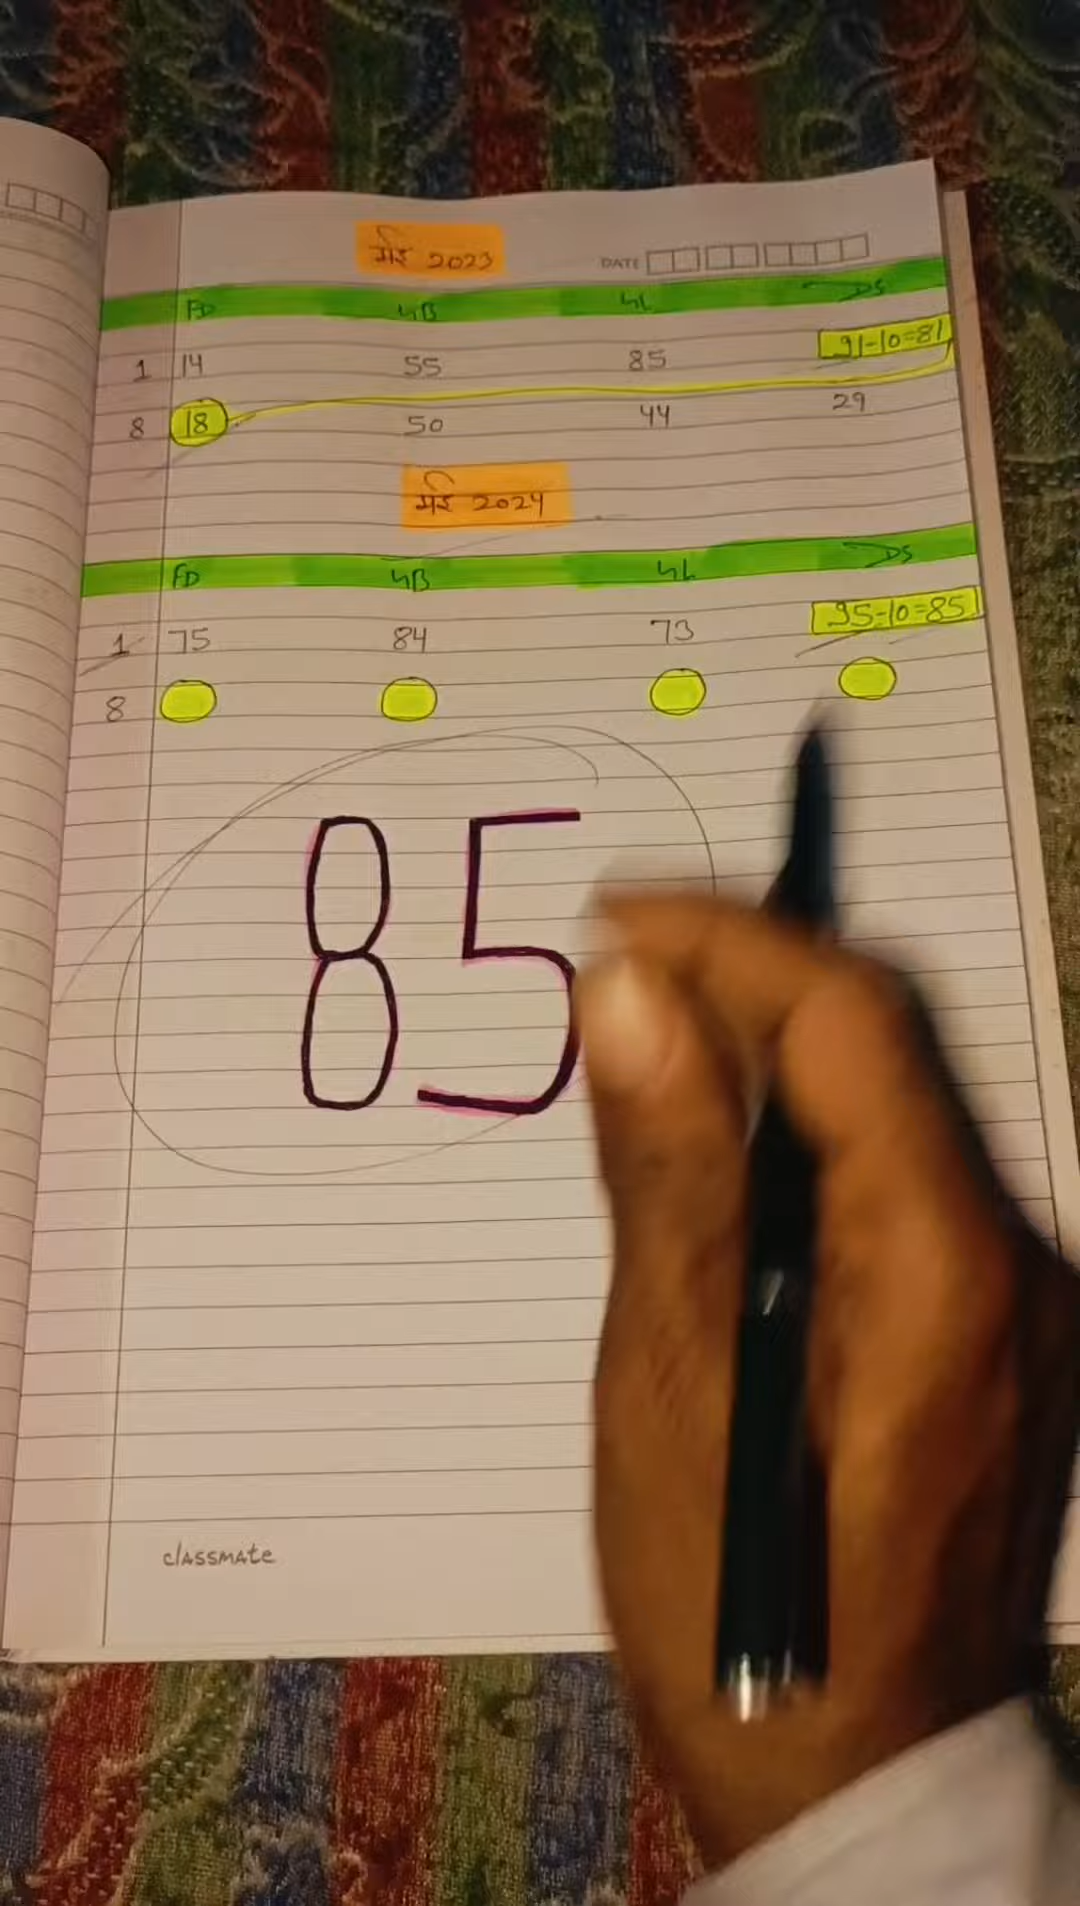 मई 2023
DATE
FD GB GL DS
1 14 55 85 91-10=81
8 18 50 44 29
मई 2024
FD GB GL DS
1 75 84 73 95-10=85
8
85
classmate